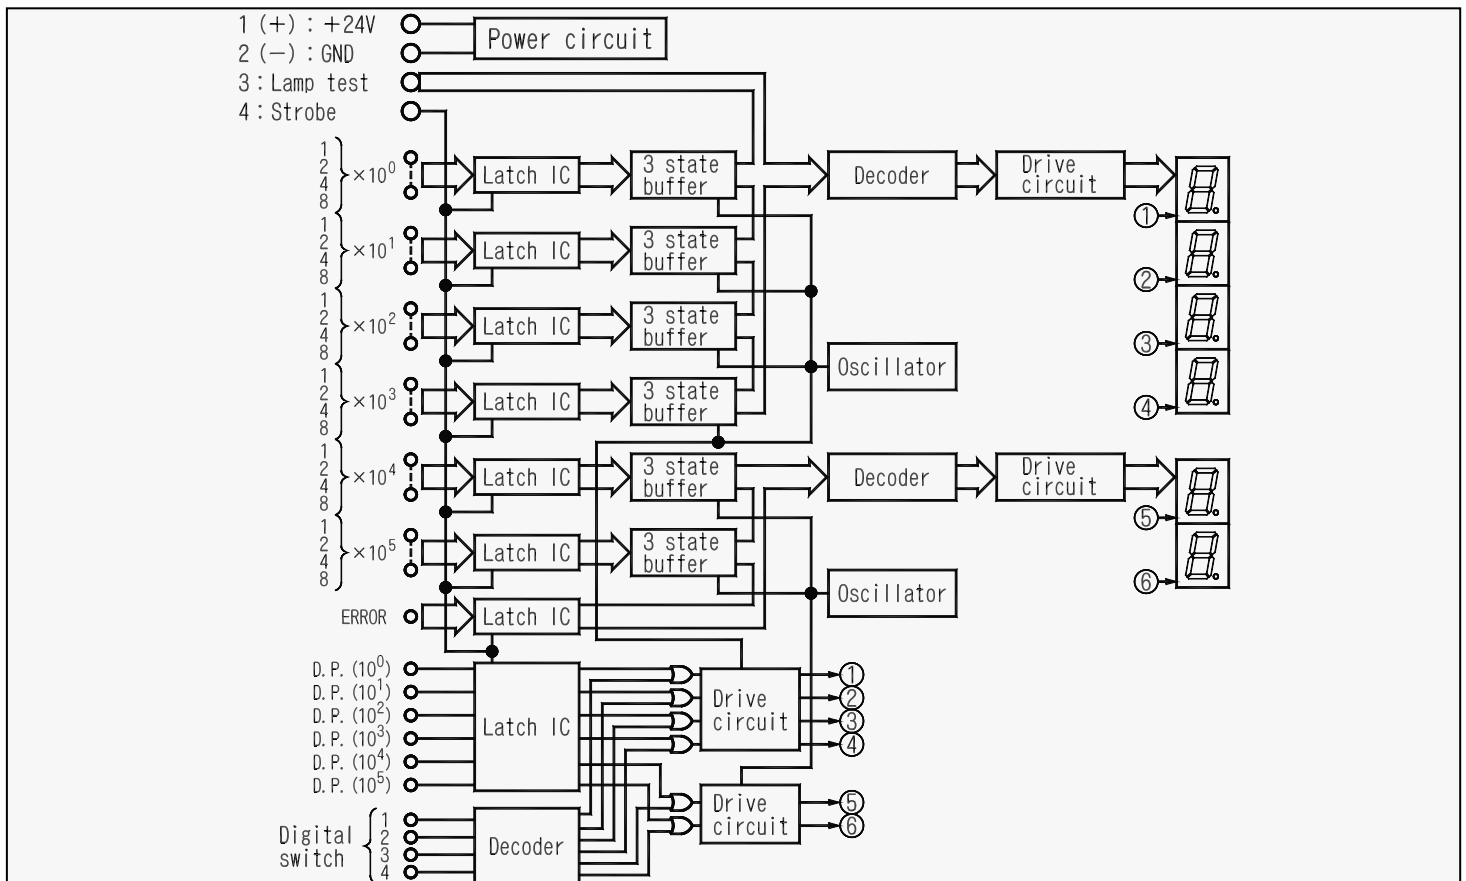 1 (+) : +24V
2 (−) : GND
3 : Lamp test
4 : Strobe
Power circuit
1
2
4
8
×10⁰
Latch IC
3 state
buffer
Decoder
Drive
circuit
①
1
2
4
8
×10¹
Latch IC
3 state
buffer
②
1
2
4
8
×10²
Latch IC
3 state
buffer
③
Oscillator
1
2
4
8
×10³
Latch IC
3 state
buffer
④
1
2
4
8
×10⁴
Latch IC
3 state
buffer
Decoder
Drive
circuit
⑤
1
2
4
8
×10⁵
Latch IC
3 state
buffer
⑥
Oscillator
ERROR
Latch IC
D.P.(10⁰)
D.P.(10¹)
D.P.(10²)
D.P.(10³)
D.P.(10⁴)
D.P.(10⁵)
Latch IC
Drive
circuit
①
②
③
④
Drive
circuit
⑤
⑥
Digital
switch
1
2
3
4
Decoder